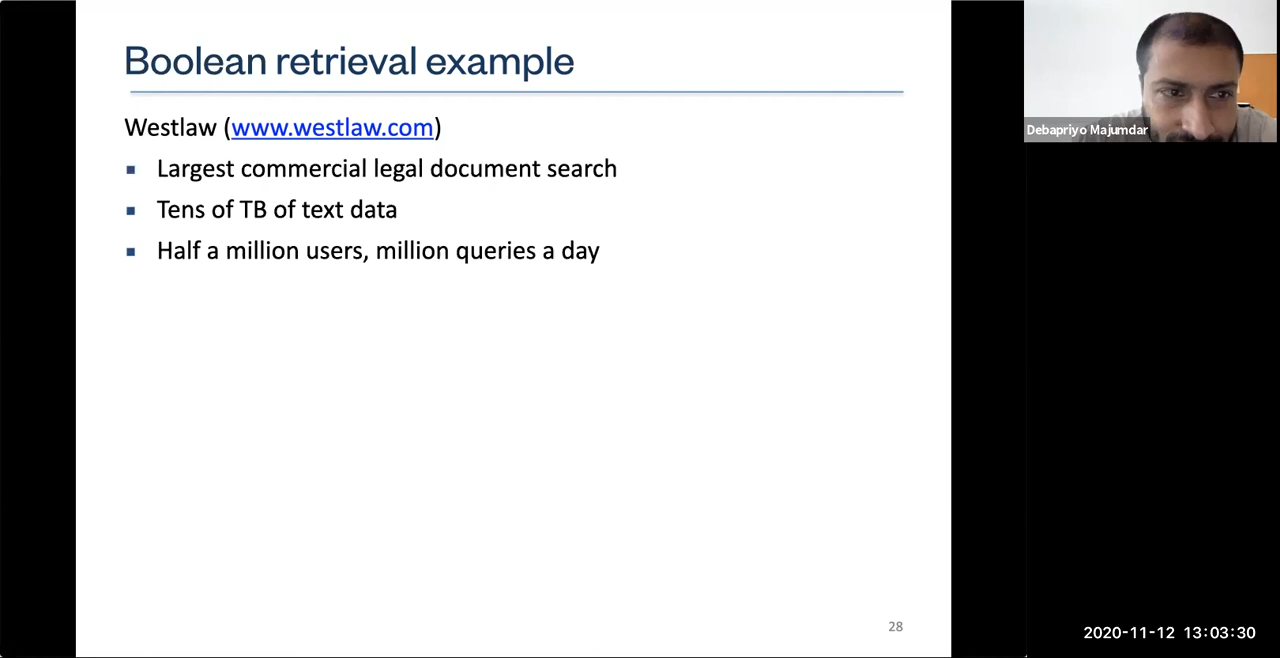 Boolean retrieval example
Westlaw (www.westlaw.com)
▪ Largest commercial legal document search
▪ Tens of TB of text data
▪ Half a million users, million queries a day
28
Debapriyo Majumdar
2020-11-12 13:03:30